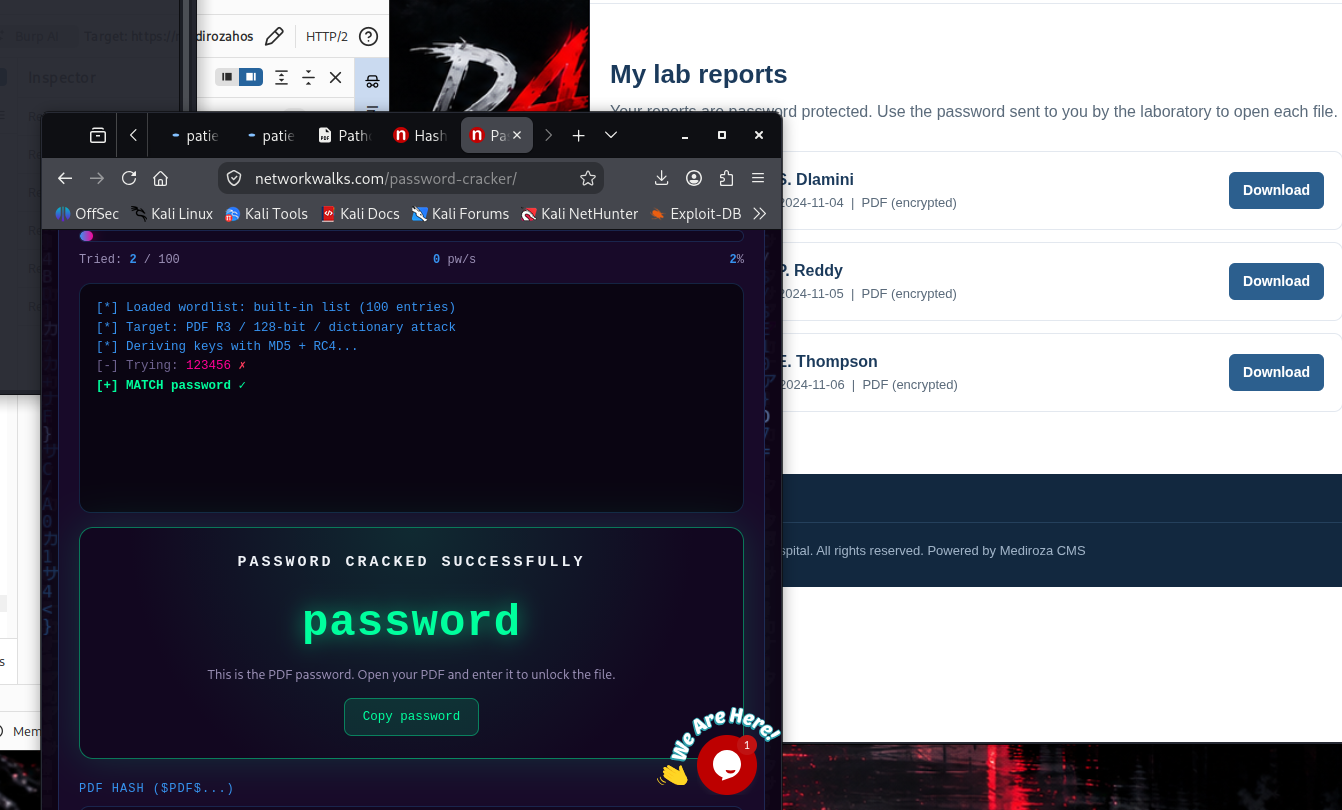 Burp AI
Target: https://
dirozahos
HTTP/2
Inspector
My lab reports
Your reports are password protected. Use the password sent to you by the laboratory to open each file.
patie
patie
Path
Hash
Pa
networkwalks.com/password-cracker/
OffSec
Kali Linux
Kali Tools
Kali Docs
Kali Forums
Kali NetHunter
Exploit-DB
S. Dlamini
2024-11-04 | PDF (encrypted)
Download
P. Reddy
2024-11-05 | PDF (encrypted)
Download
E. Thompson
2024-11-06 | PDF (encrypted)
Download
Tried: 2 / 100
0 pw/s
2%
[*] Loaded wordlist: built-in list (100 entries)
[*] Target: PDF R3 / 128-bit / dictionary attack
[*] Deriving keys with MD5 + RC4...
[-] Trying: 123456 ✗
[+] MATCH password ✓
PASSWORD CRACKED SUCCESSFULLY
password
This is the PDF password. Open your PDF and enter it to unlock the file.
Copy password
We Are Here!
1
PDF HASH ($PDF$...)
spital. All rights reserved. Powered by Mediroza CMS
s
Mem